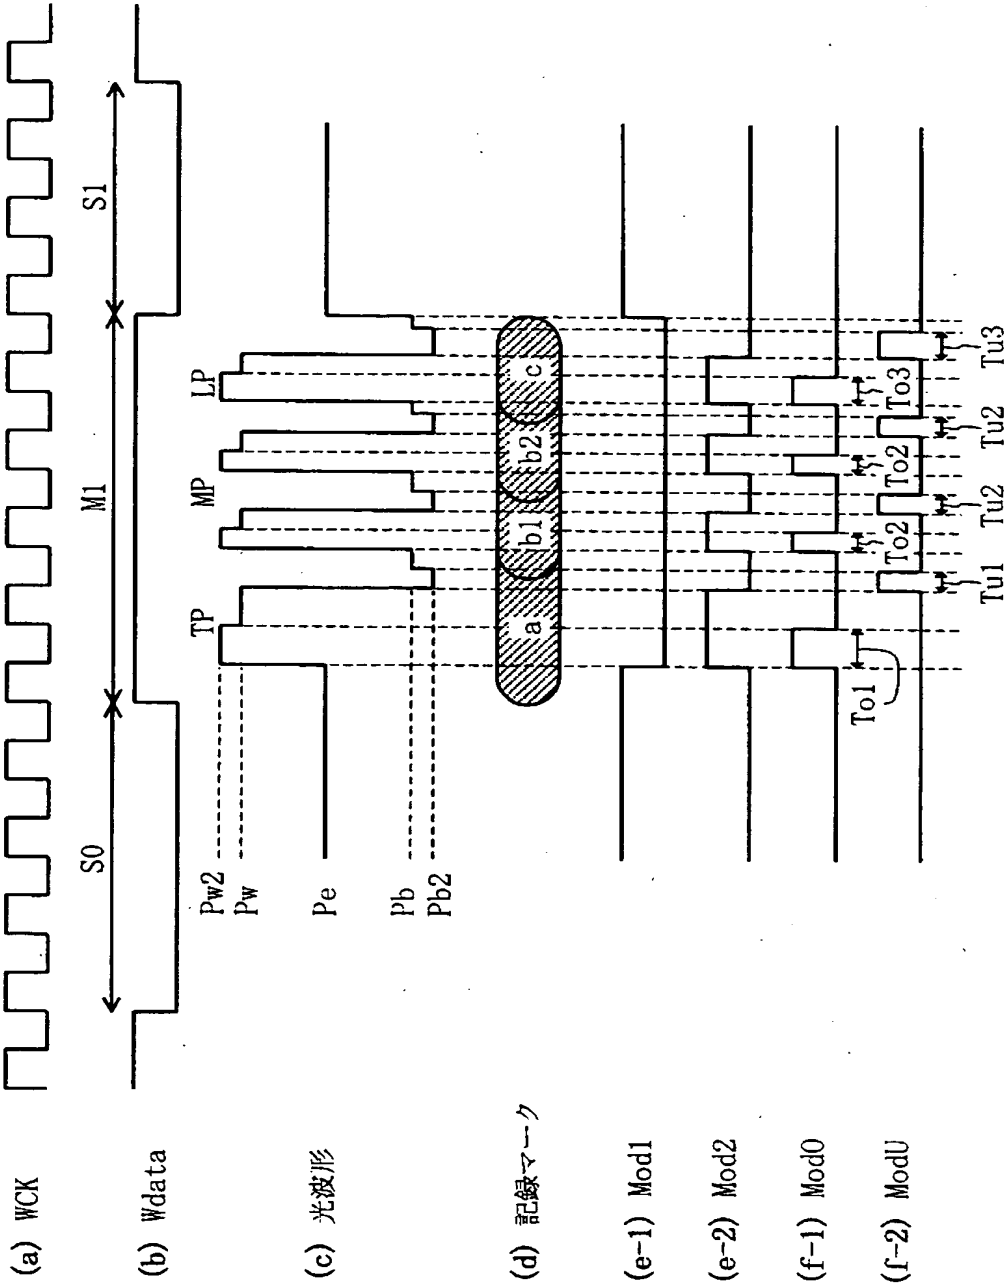 (a) WCK
(b) Wdata
S0
M1
S1
(c) 光波形
Pw2
Pw
Pe
Pb
Pb2
TP
MP
LP
(d) 記録マーク
a
b1
b2
c
(e-1) Mod1
(e-2) Mod2
(f-1) ModO
(f-2) ModU
To1
Tu1
To2
Tu2
To2
Tu2
To3
Tu3